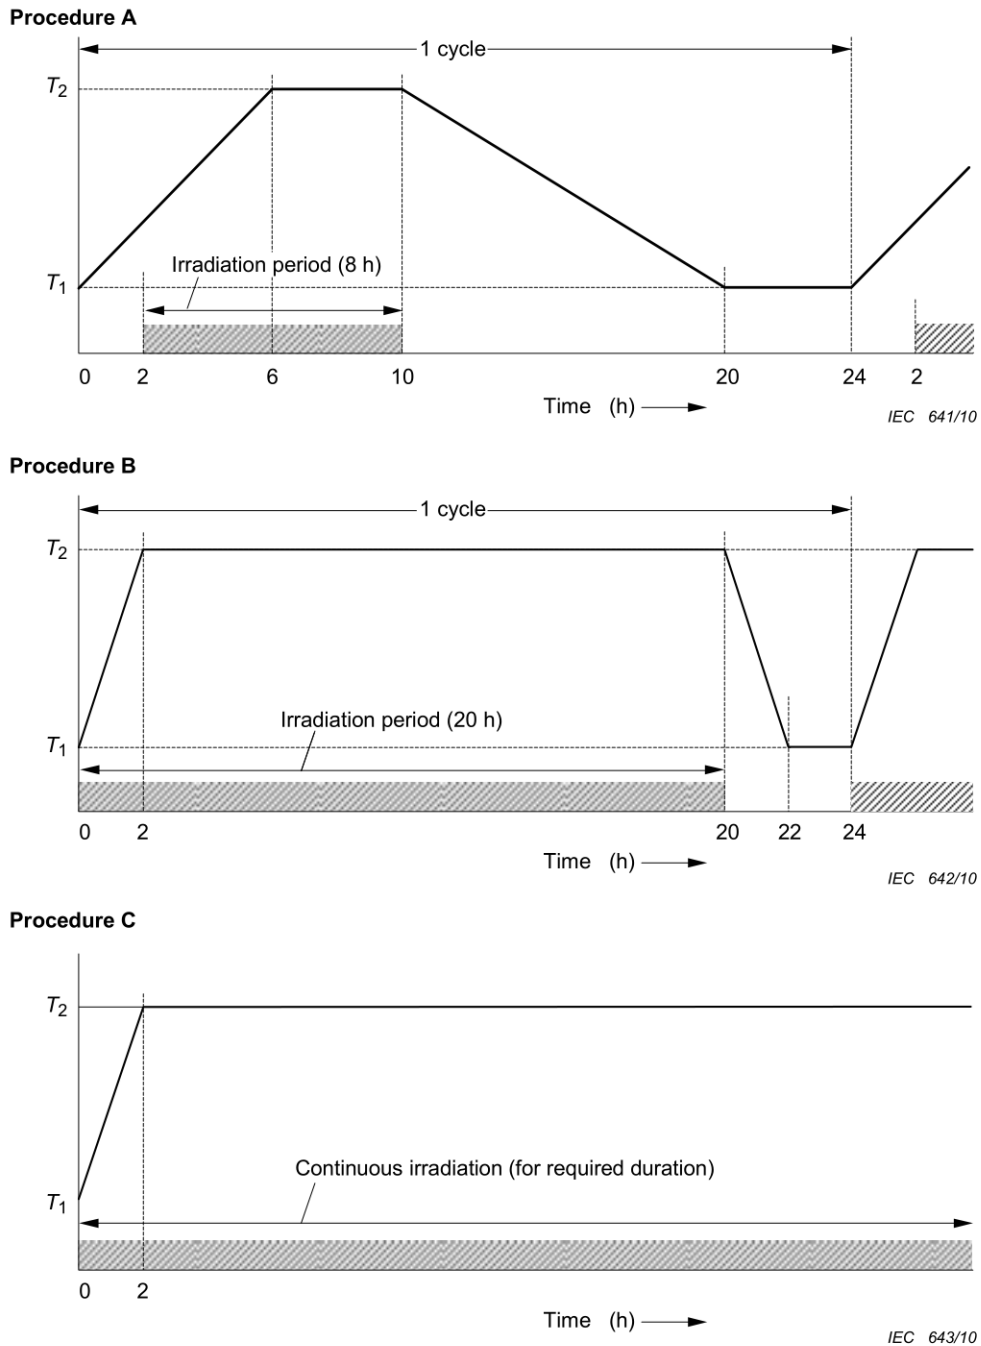 Procedure A
1 cycle
T2
Irradiation period (8 h)
T1
0 2 6 10 20 24 2
Time (h)
IEC 641/10
Procedure B
1 cycle
T2
Irradiation period (20 h)
T1
0 2 20 22 24
Time (h)
IEC 642/10
Procedure C
T2
Continuous irradiation (for required duration)
T1
0 2
Time (h)
IEC 643/10